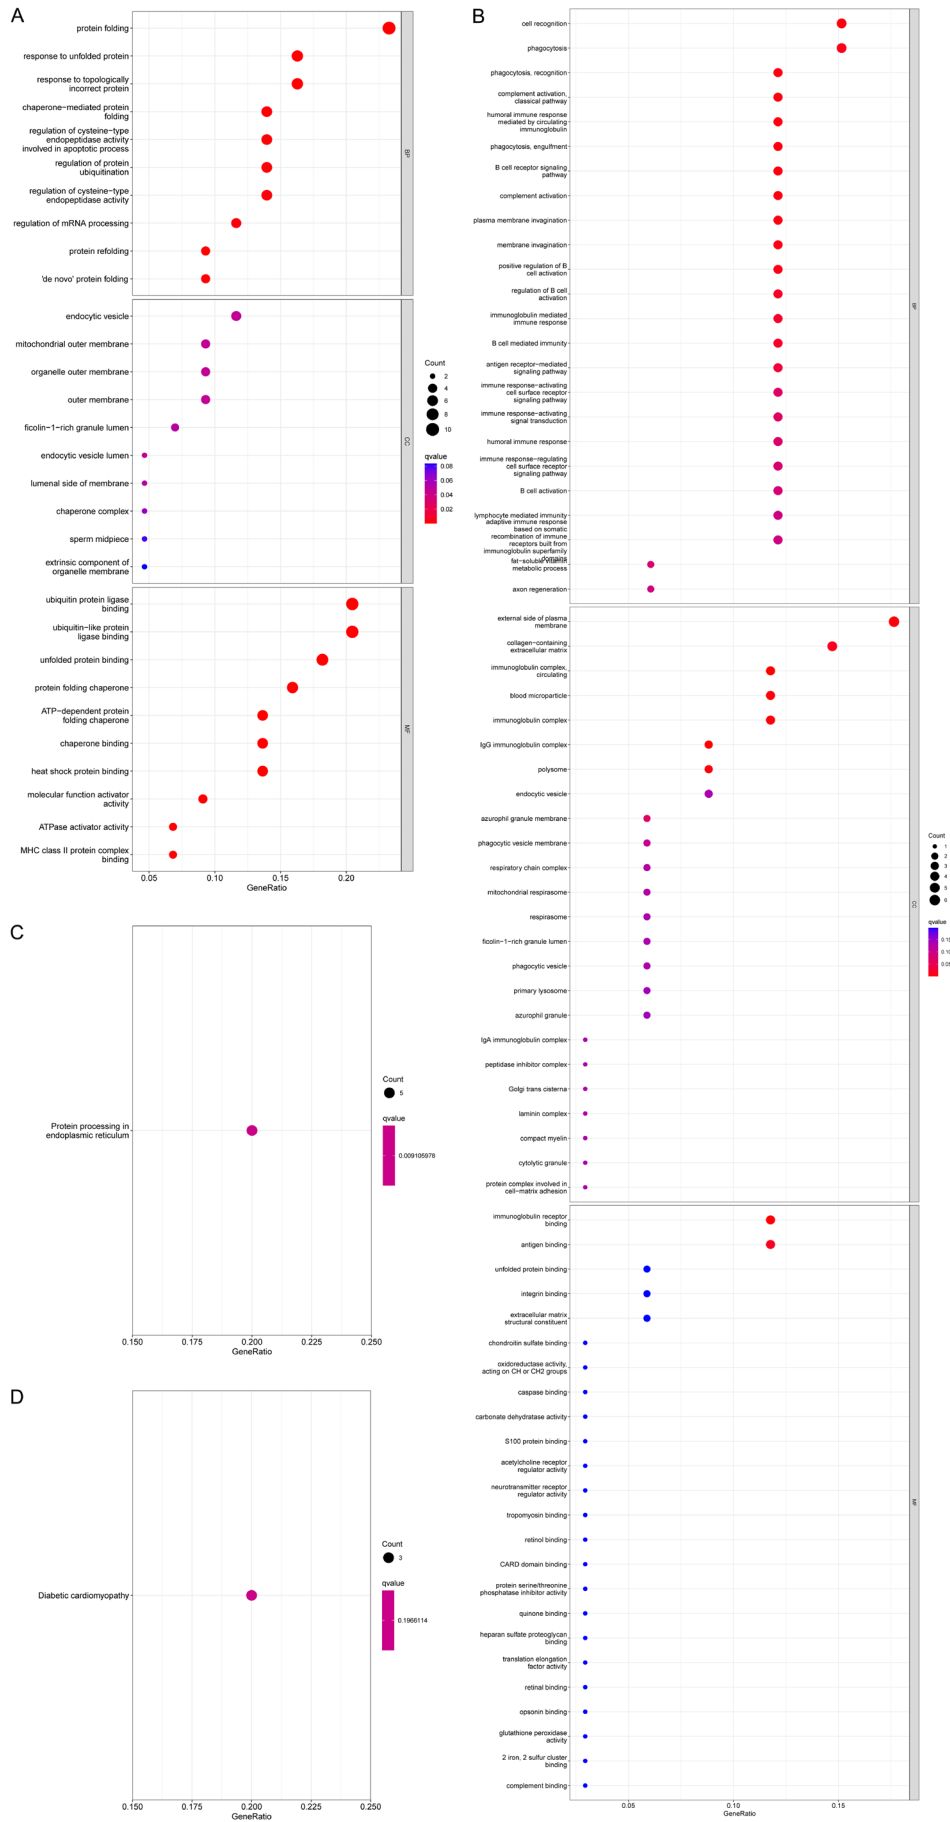 A
protein folding
response to unfolded protein
response to topologically
incorrect protein
chaperone−mediated protein
folding
regulation of cysteine−type
endopeptidase activity
involved in apoptotic process
regulation of protein
ubiquitination
regulation of cysteine−type
endopeptidase activity
regulation of mRNA processing
protein refolding
'de novo' protein folding
BP
endocytic vesicle
mitochondrial outer membrane
organelle outer membrane
outer membrane
ficolin−1−rich granule lumen
endocytic vesicle lumen
lumenal side of membrane
chaperone complex
sperm midpiece
extrinsic component of
organelle membrane
CC
ubiquitin protein ligase
binding
ubiquitin−like protein
ligase binding
unfolded protein binding
protein folding chaperone
ATP−dependent protein
folding chaperone
chaperone binding
heat shock protein binding
molecular function activator
activity
ATPase activator activity
MHC class II protein complex
binding
MF
0.05 0.10 0.15 0.20
GeneRatio
Count
2
4
6
8
10
qvalue
0.08
0.06
0.04
0.02
B
cell recognition
phagocytosis
phagocytosis, recognition
complement activation,
classical pathway
humoral immune response
mediated by circulating
immunoglobulin
phagocytosis, engulfment
B cell receptor signaling
pathway
complement activation
plasma membrane invagination
membrane invagination
positive regulation of B
cell activation
regulation of B cell
activation
immunoglobulin mediated
immune response
B cell mediated immunity
antigen receptor−mediated
signaling pathway
immune response−activating
cell surface receptor
signaling pathway
immune response−activating
signal transduction
humoral immune response
immune response−regulating
cell surface receptor
signaling pathway
B cell activation
lymphocyte mediated immunity
adaptive immune response
based on somatic
recombination of immune
receptors built from
immunoglobulin superfamily
domains
fat−soluble vitamin
metabolic process
axon regeneration
BP
external side of plasma
membrane
collagen−containing
extracellular matrix
immunoglobulin complex,
circulating
blood microparticle
immunoglobulin complex
IgG immunoglobulin complex
polysome
endocytic vesicle
azurophil granule membrane
phagocytic vesicle membrane
respiratory chain complex
mitochondrial respirasome
respirasome
ficolin−1−rich granule lumen
phagocytic vesicle
primary lysosome
azurophil granule
IgA immunoglobulin complex
peptidase inhibitor complex
Golgi trans cisterna
laminin complex
compact myelin
cytolytic granule
protein complex involved in
cell−matrix adhesion
CC
immunoglobulin receptor
binding
antigen binding
unfolded protein binding
integrin binding
extracellular matrix
structural constituent
chondroitin sulfate binding
oxidoreductase activity,
acting on CH or CH2 groups
caspase binding
carbonate dehydratase activity
S100 protein binding
acetylcholine receptor
regulator activity
neurotransmitter receptor
regulator activity
tropomyosin binding
retinol binding
CARD domain binding
protein serine/threonine
phosphatase inhibitor activity
quinone binding
heparan sulfate proteoglycan
binding
translation elongation
factor activity
retinal binding
opsonin binding
glutathione peroxidase
activity
2 iron, 2 sulfur cluster
binding
complement binding
MF
0.05 0.10 0.15
GeneRatio
Count
1
2
3
4
5
6
qvalue
0.15
0.10
0.05
C
Protein processing in
endoplasmic reticulum
0.150 0.175 0.200 0.225 0.250
GeneRatio
Count
5
qvalue
0.009105978
D
Diabetic cardiomyopathy
0.150 0.175 0.200 0.225 0.250
GeneRatio
Count
3
qvalue
0.1966114